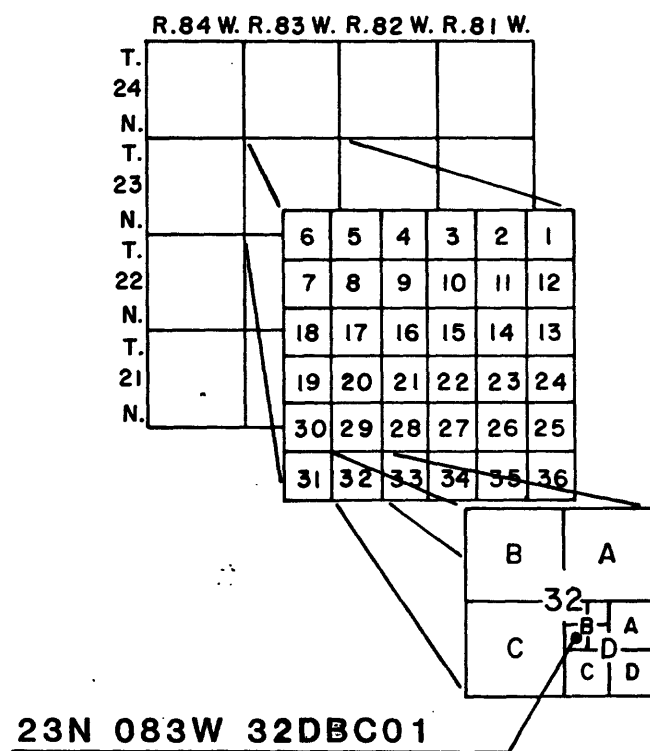 R.84 W. R.83 W. R.82 W. R.81 W.
T.
24
N.
T.
23
N.
T.
22
N.
T.
21
N.
6 5 4 3 2 1
7 8 9 10 11 12
18 17 16 15 14 13
19 20 21 22 23 24
30 29 28 27 26 25
31 32 33 34 35 36
B A
32
B A
C D
C D
23N 083W 32DBC01